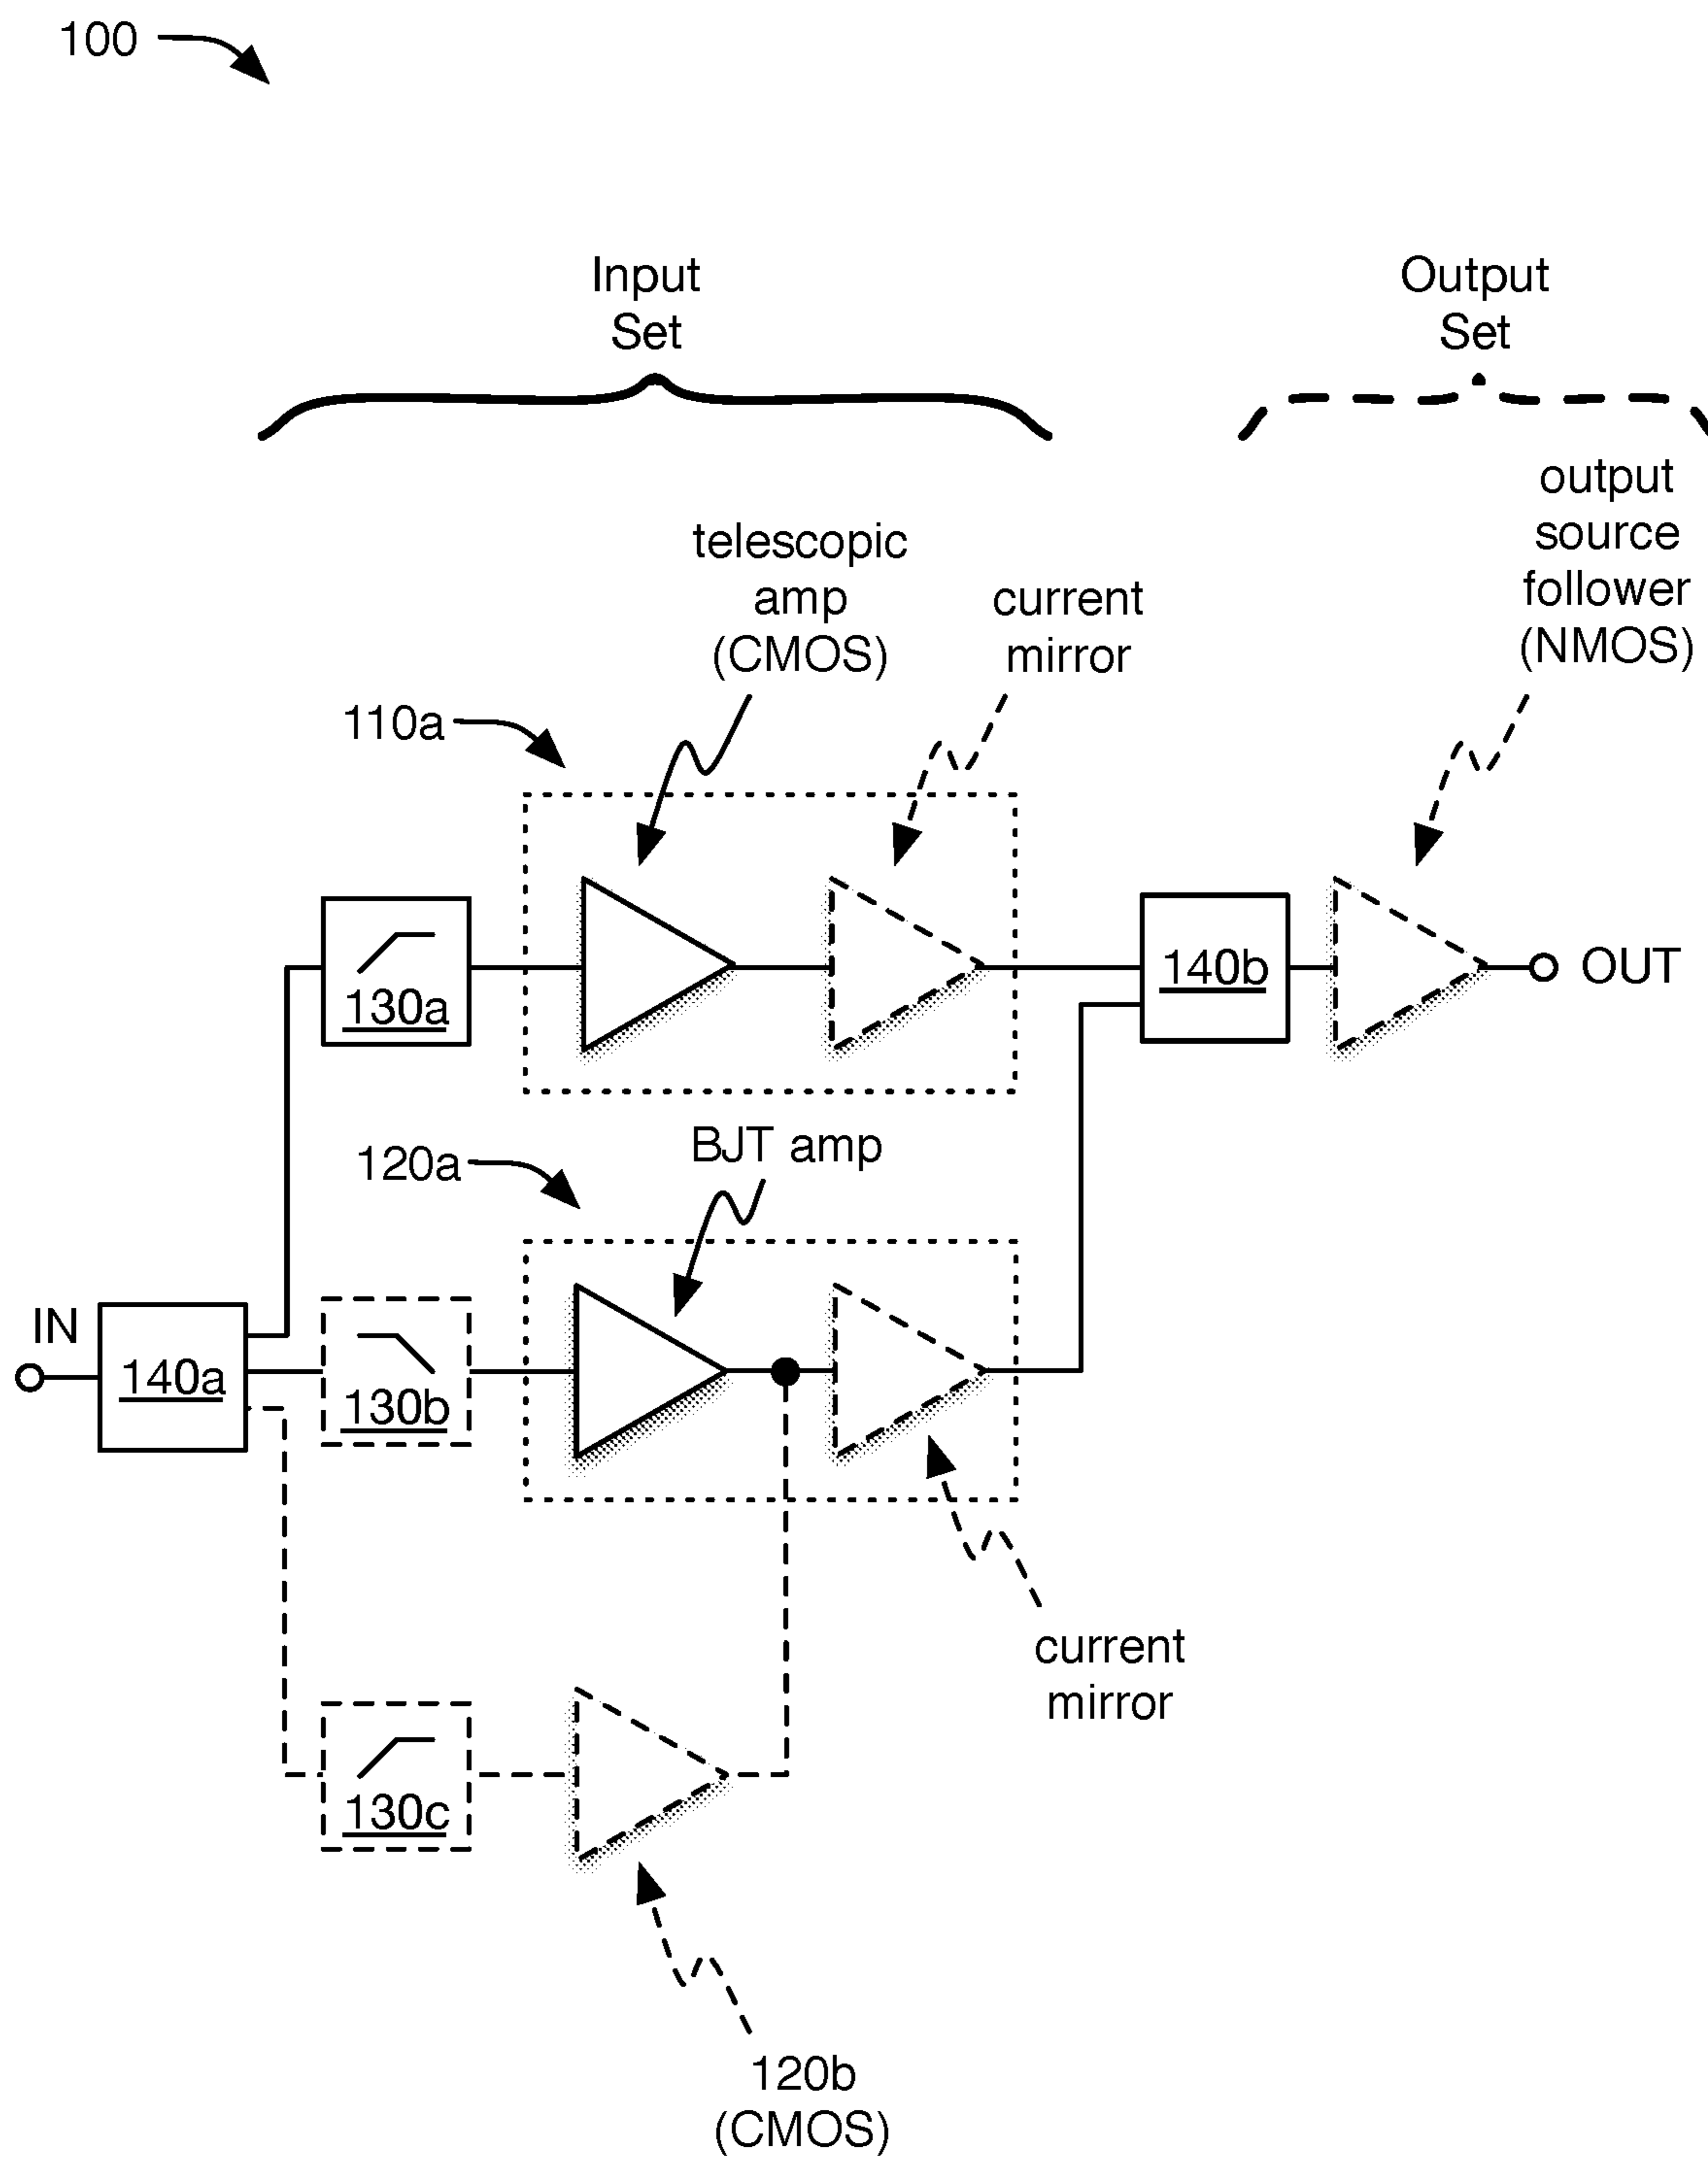 100
Input
Set
Output
Set
output
source
follower
(NMOS)
telescopic
amp
(CMOS)
current
mirror
110a
130a
140b
OUT
BJT amp
120a
IN
140a
130b
current
mirror
130c
120b
(CMOS)